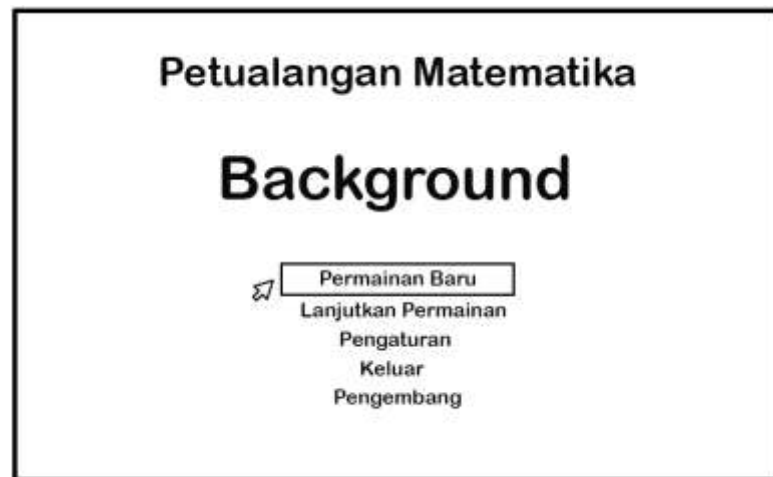 Petualangan Matematika
Background
Permainan Baru
Lanjutkan Permainan
Pengaturan
Keluar
Pengembang